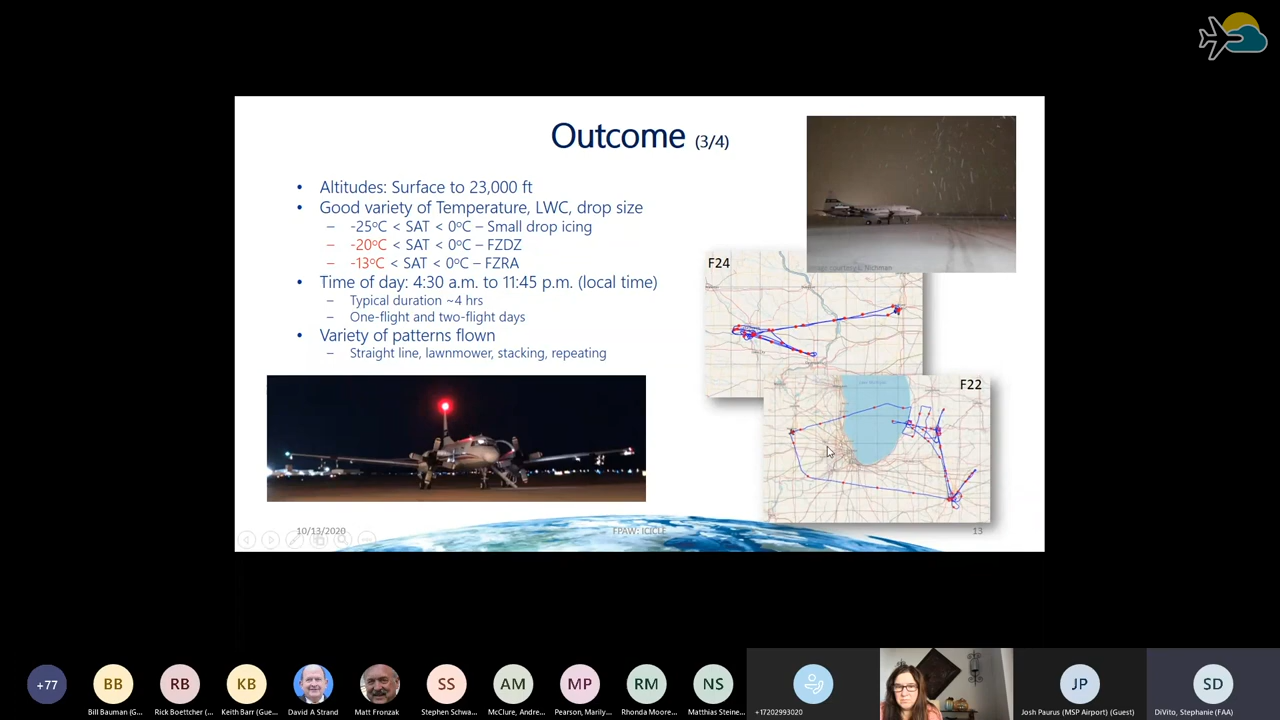 Outcome (3/4)
• Altitudes: Surface to 23,000 ft
• Good variety of Temperature, LWC, drop size
– -25ºC < SAT < 0ºC – Small drop icing
– -20ºC < SAT < 0ºC – FZDZ
– -13ºC < SAT < 0ºC – FZRA
• Time of day: 4:30 a.m. to 11:45 p.m. (local time)
– Typical duration ~4 hrs
– One-flight and two-flight days
• Variety of patterns flown
– Straight line, lawnmower, stacking, repeating
Nichman
F24
F22
10/13/2020
FPAW: ICICLE
13
+77
BB
RB
KB
SS
AM
MP
RM
NS
JP
SD
Bill Bauman (G...
Rick Boettcher (...
Keith Barr (Gue...
David A Strand
Matt Fronzak
Stephen Schwa...
McClure, Andre...
Pearson, Marily...
Rhonda Moore...
Matthias Steine...
+17202993020
Josh Paurus (MSP Airport) (Guest)
DiVito, Stephanie (FAA)